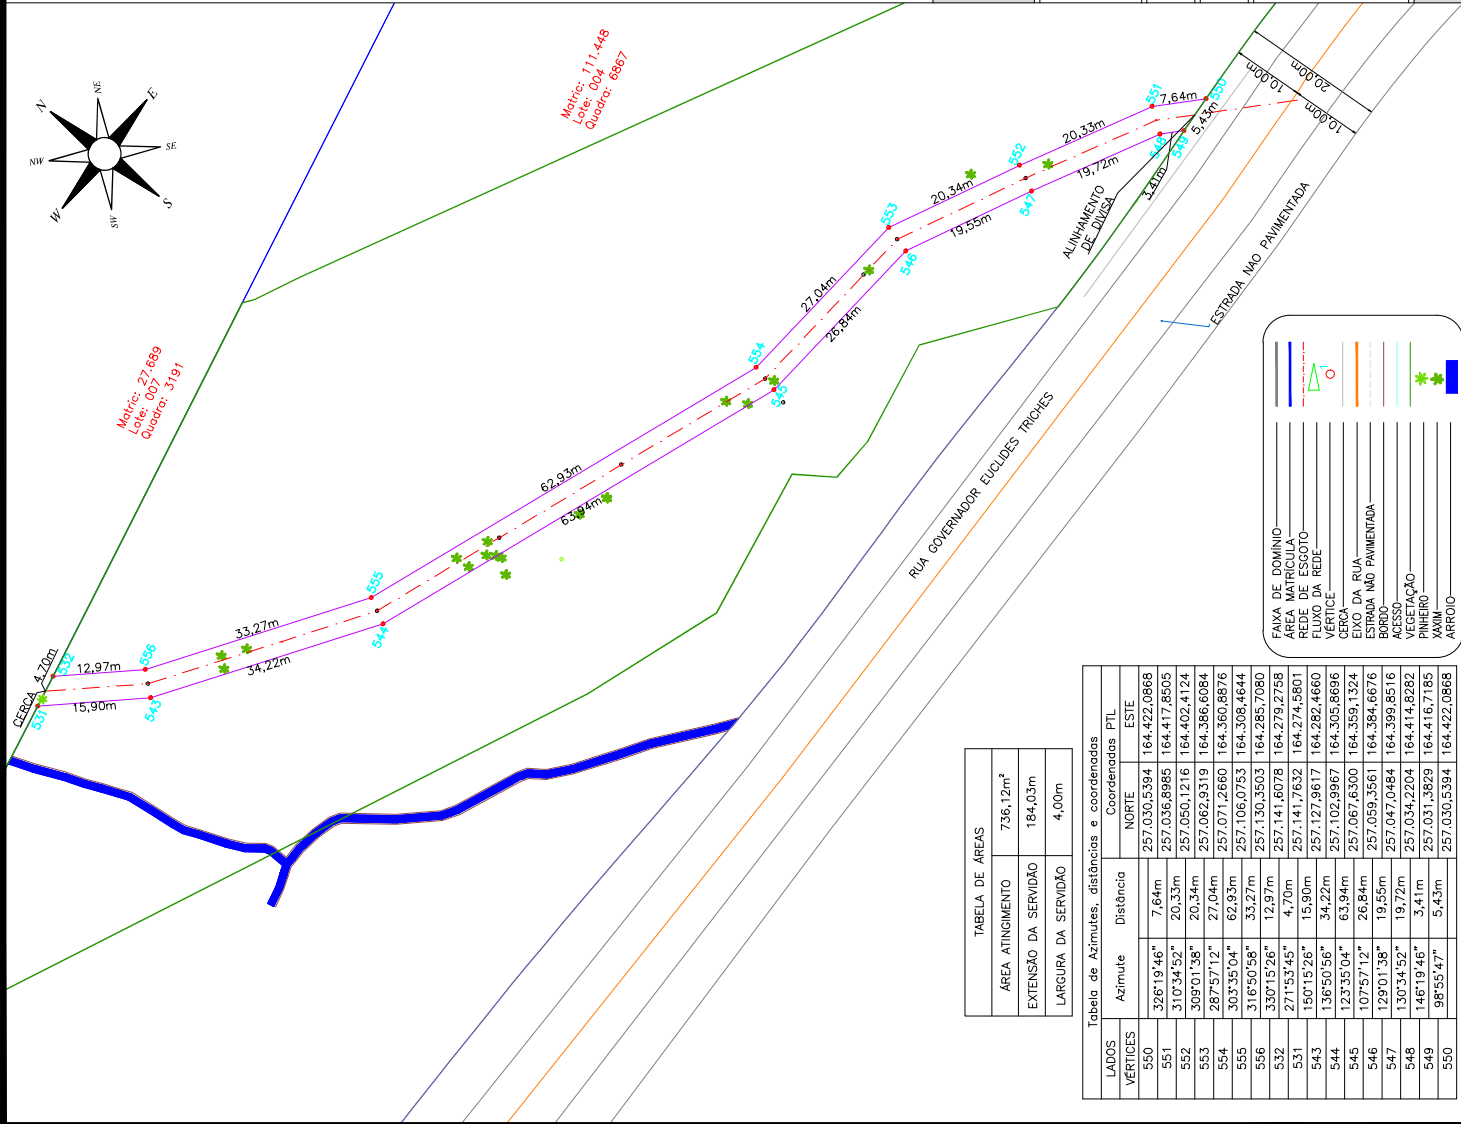 N
NE
E
SE
S
SW
W
NW
Matric: 111.448
Lote: 004
Quadra: 6867
Matric: 27.689
Lote: 007
Quadra: 3191
CERCA
4,70m
531
532
12,97m
15,90m
556
543
33,27m
34,22m
555
544
62,93m
63,94m
554
545
27,04m
26,84m
553
546
20,34m
19,55m
552
547
20,33m
19,72m
551
548
7,64m
3,41m
549
550
5,43m
10,00m
10,00m
20,00m
ALINHAMENTO
DE DIVISA
ESTRADA NAO PAVIMENTADA
RUA GOVERNADOR EUCLIDES TRICHES
FAIXA DE DOMÍNIO
ÁREA MATRÍCULA
REDE DE ESGOTO
FLUXO DA REDE
VÉRTICE
1
CERCA
EIXO DA RUA
ESTRADA NÃO PAVIMENTADA
BORDO
ACESSO
VEGETAÇÃO
PINHEIRO
XAXIM
ARROIO
TABELA DE ÁREAS
ÁREA ATINGIMENTO 736,12m²
EXTENSÃO DA SERVIDÃO 184,03m
LARGURA DA SERVIDÃO 4,00m
Tabela de Azimutes, distâncias e coordenadas
LADOS Azimute Distância Coordenadas PTL
VÉRTICES NORTE ESTE
550 257.030,5394 164.422,0868
326°19'46" 7,64m
551 257.036,8985 164.417,8505
310°34'52" 20,33m
552 257.050,1216 164.402,4124
309°01'38" 20,34m
553 257.062,9319 164.386,6084
287°57'12" 27,04m
554 257.071,2660 164.360,8876
303°35'04" 62,93m
555 257.106,0753 164.308,4644
316°50'58" 33,27m
556 257.130,3503 164.285,7080
330°15'26" 12,97m
532 257.141,6078 164.279,2758
271°53'45" 4,70m
531 257.141,7632 164.274,5801
150°15'26" 15,90m
543 257.127,9617 164.282,4660
136°50'56" 34,22m
544 257.102,9967 164.305,8696
123°35'04" 63,94m
545 257.067,6300 164.359,1324
107°57'12" 26,84m
546 257.059,3561 164.384,6676
129°01'38" 19,55m
547 257.047,0484 164.399,8516
130°34'52" 19,72m
548 257.034,2204 164.414,8282
146°19'46" 3,41m
549 257.031,3829 164.416,7185
98°55'47" 5,43m
550 257.030,5394 164.422,0868